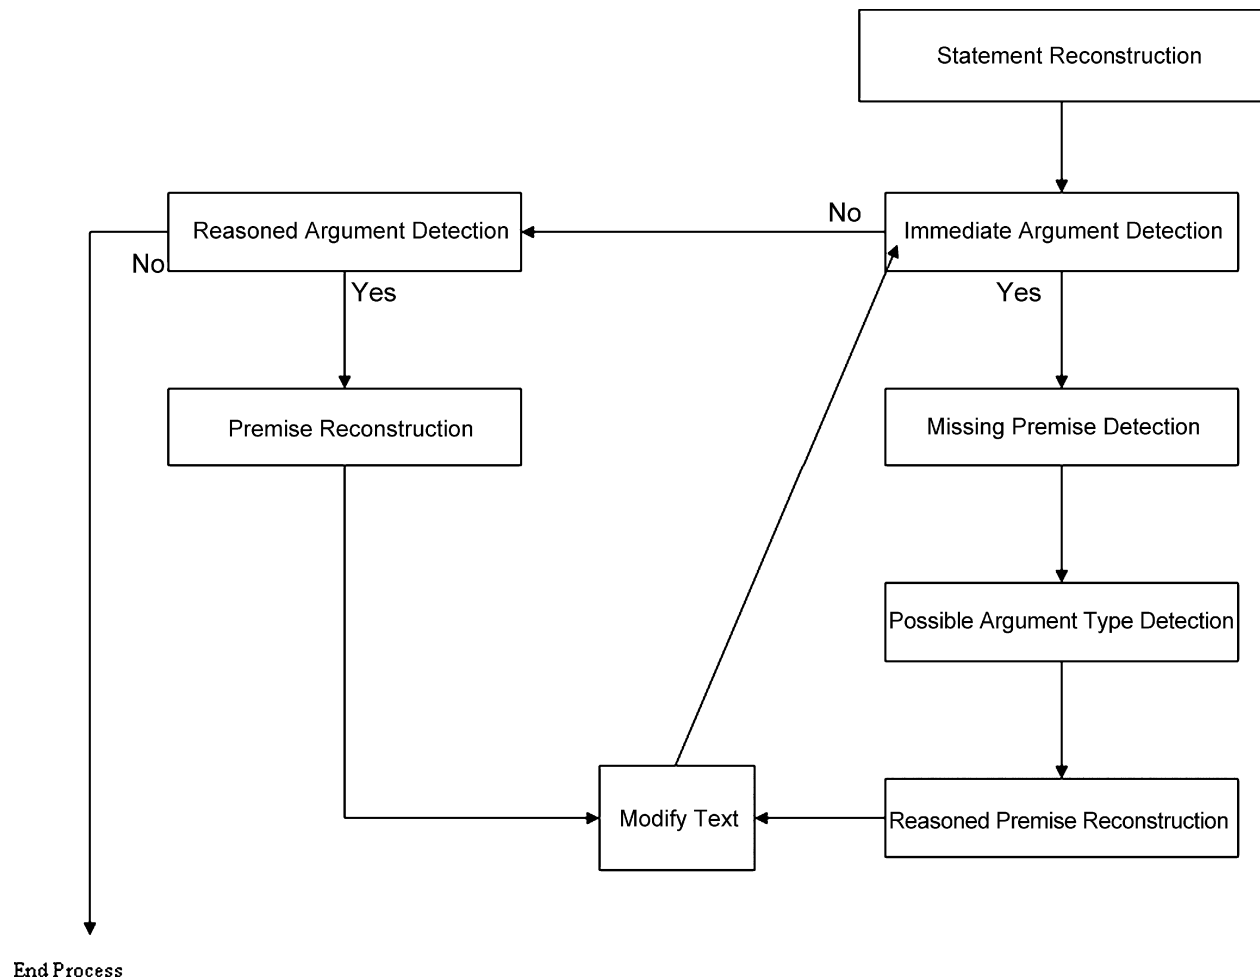 Statement Reconstruction
No
Reasoned Argument Detection
Immediate Argument Detection
No
Yes
Yes
Premise Reconstruction
Missing Premise Detection
Possible Argument Type Detection
Modify Text
Reasoned Premise Reconstruction
End Process